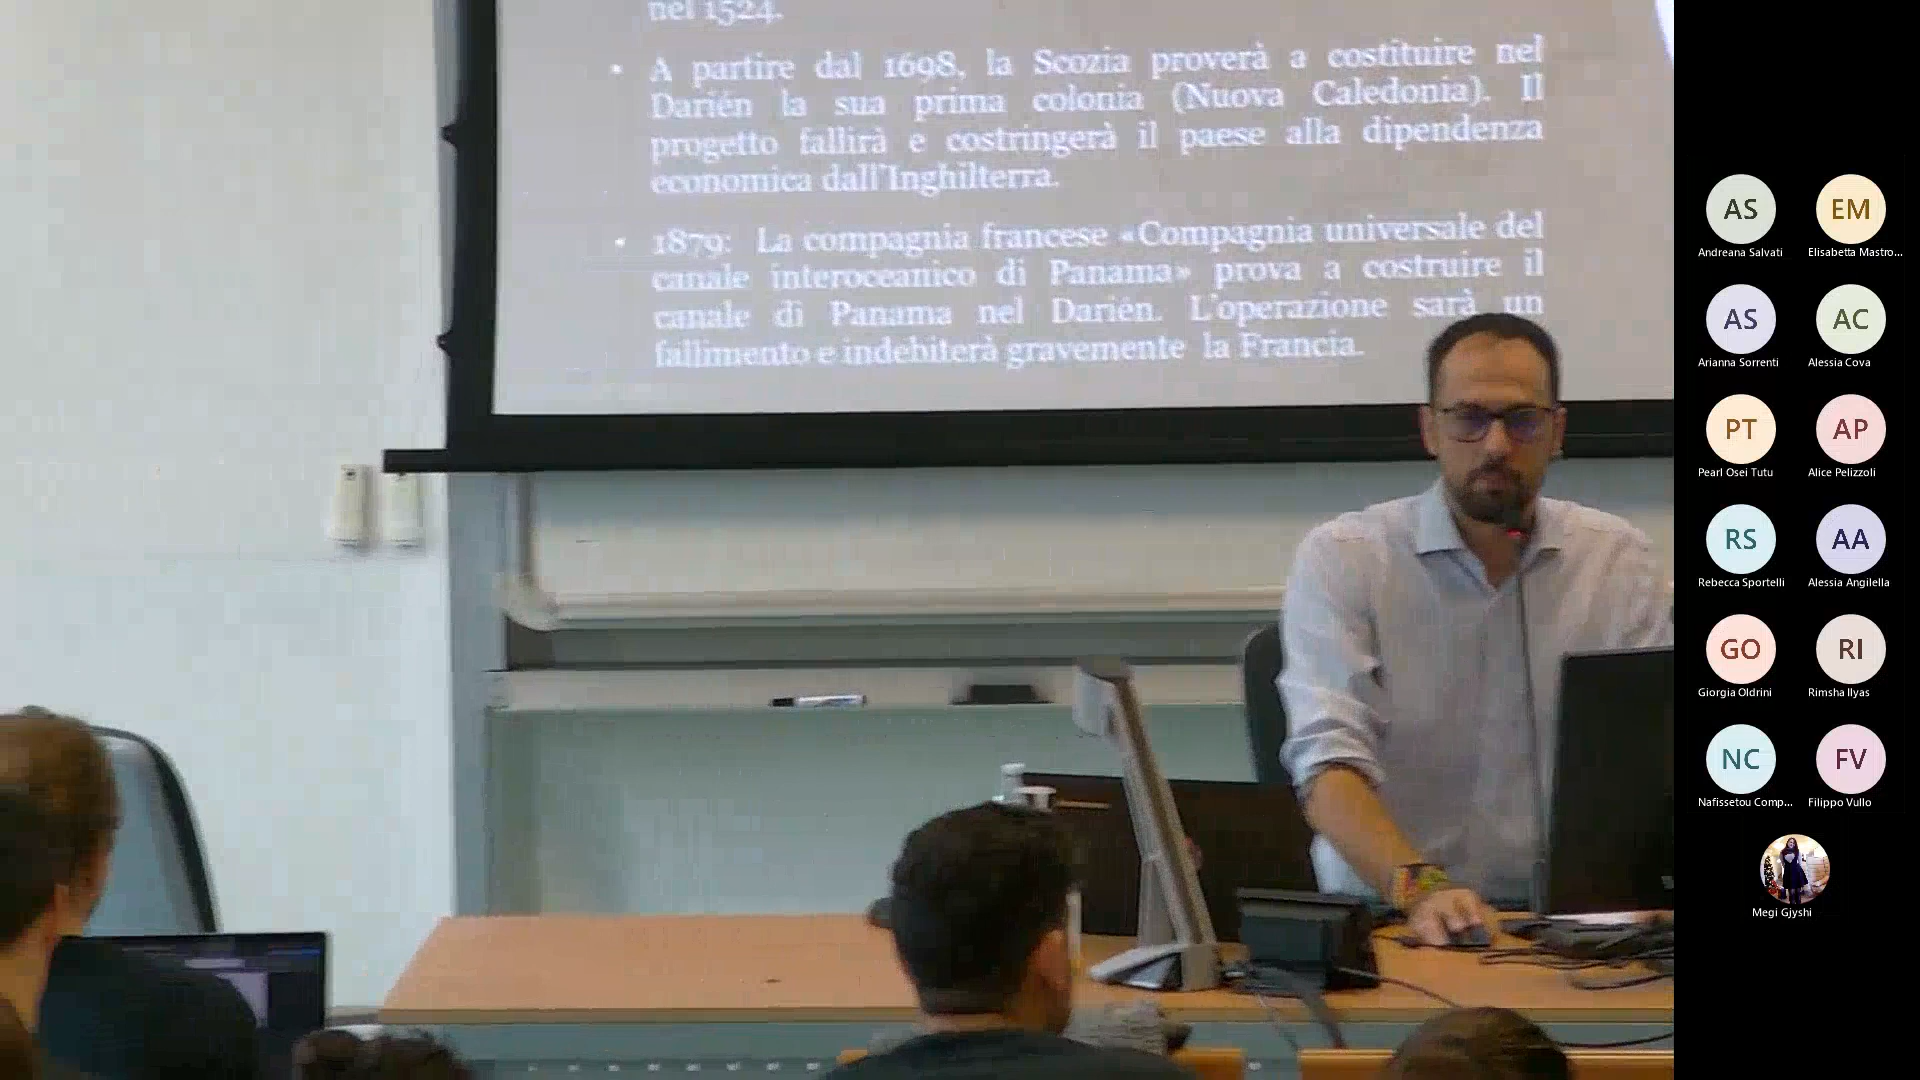 nel 1524.
• A partire dal 1698, la Scozia proverà a costituire nel
Darién la sua prima colonia (Nuova Caledonia). Il
progetto fallirà e costringerà il paese alla dipendenza
economica dall'Inghilterra.
• 1879: La compagnia francese «Compagnia universale del
canale interoceanico di Panama» prova a costruire il
canale di Panama nel Darién. L'operazione sarà un
fallimento e indebiterà gravemente la Francia.
AS EM
Andreana Salvati Elisabetta Mastro...
AS AC
Arianna Sorrenti Alessia Cova
PT AP
Pearl Osei Tutu Alice Pelizzoli
RS AA
Rebecca Sportelli Alessia Angilella
GO RI
Giorgia Oldrini Rimsha Ilyas
NC FV
Nafissetou Comp... Filippo Vullo
Megi Gjyshi